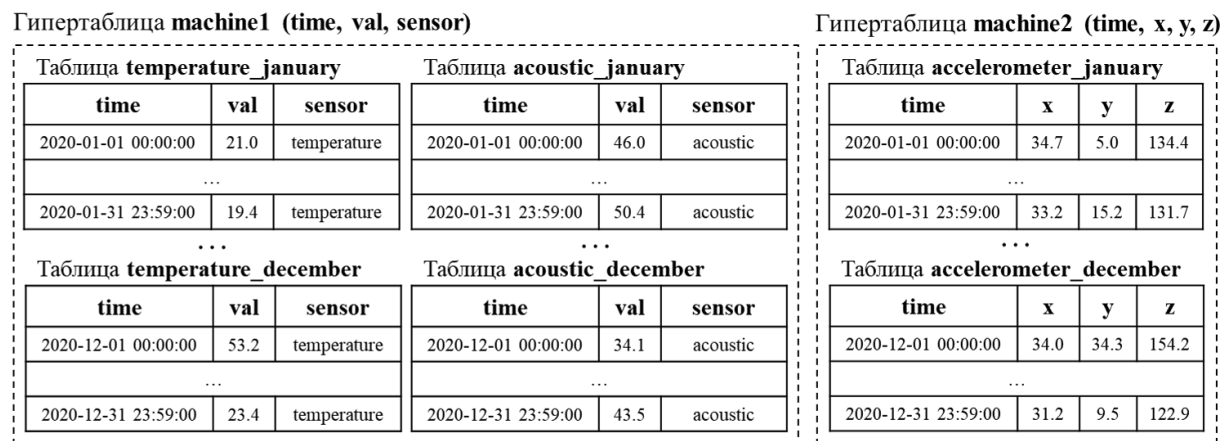 Гипертаблица machine1 (time, val, sensor)
Таблица temperature_january
time val sensor
2020-01-01 00:00:00 21.0 temperature
...
2020-01-31 23:59:00 19.4 temperature
Таблица acoustic_january
time val sensor
2020-01-01 00:00:00 46.0 acoustic
...
2020-01-31 23:59:00 50.4 acoustic
...
...
Таблица temperature_december
time val sensor
2020-12-01 00:00:00 53.2 temperature
...
2020-12-31 23:59:00 23.4 temperature
Таблица acoustic_december
time val sensor
2020-12-01 00:00:00 34.1 acoustic
...
2020-12-31 23:59:00 43.5 acoustic
Гипертаблица machine2 (time, x, y, z)
Таблица accelerometer_january
time x y z
2020-01-01 00:00:00 34.7 5.0 134.4
...
2020-01-31 23:59:00 33.2 15.2 131.7
...
Таблица accelerometer_december
time x y z
2020-12-01 00:00:00 34.0 34.3 154.2
...
2020-12-31 23:59:00 31.2 9.5 122.9